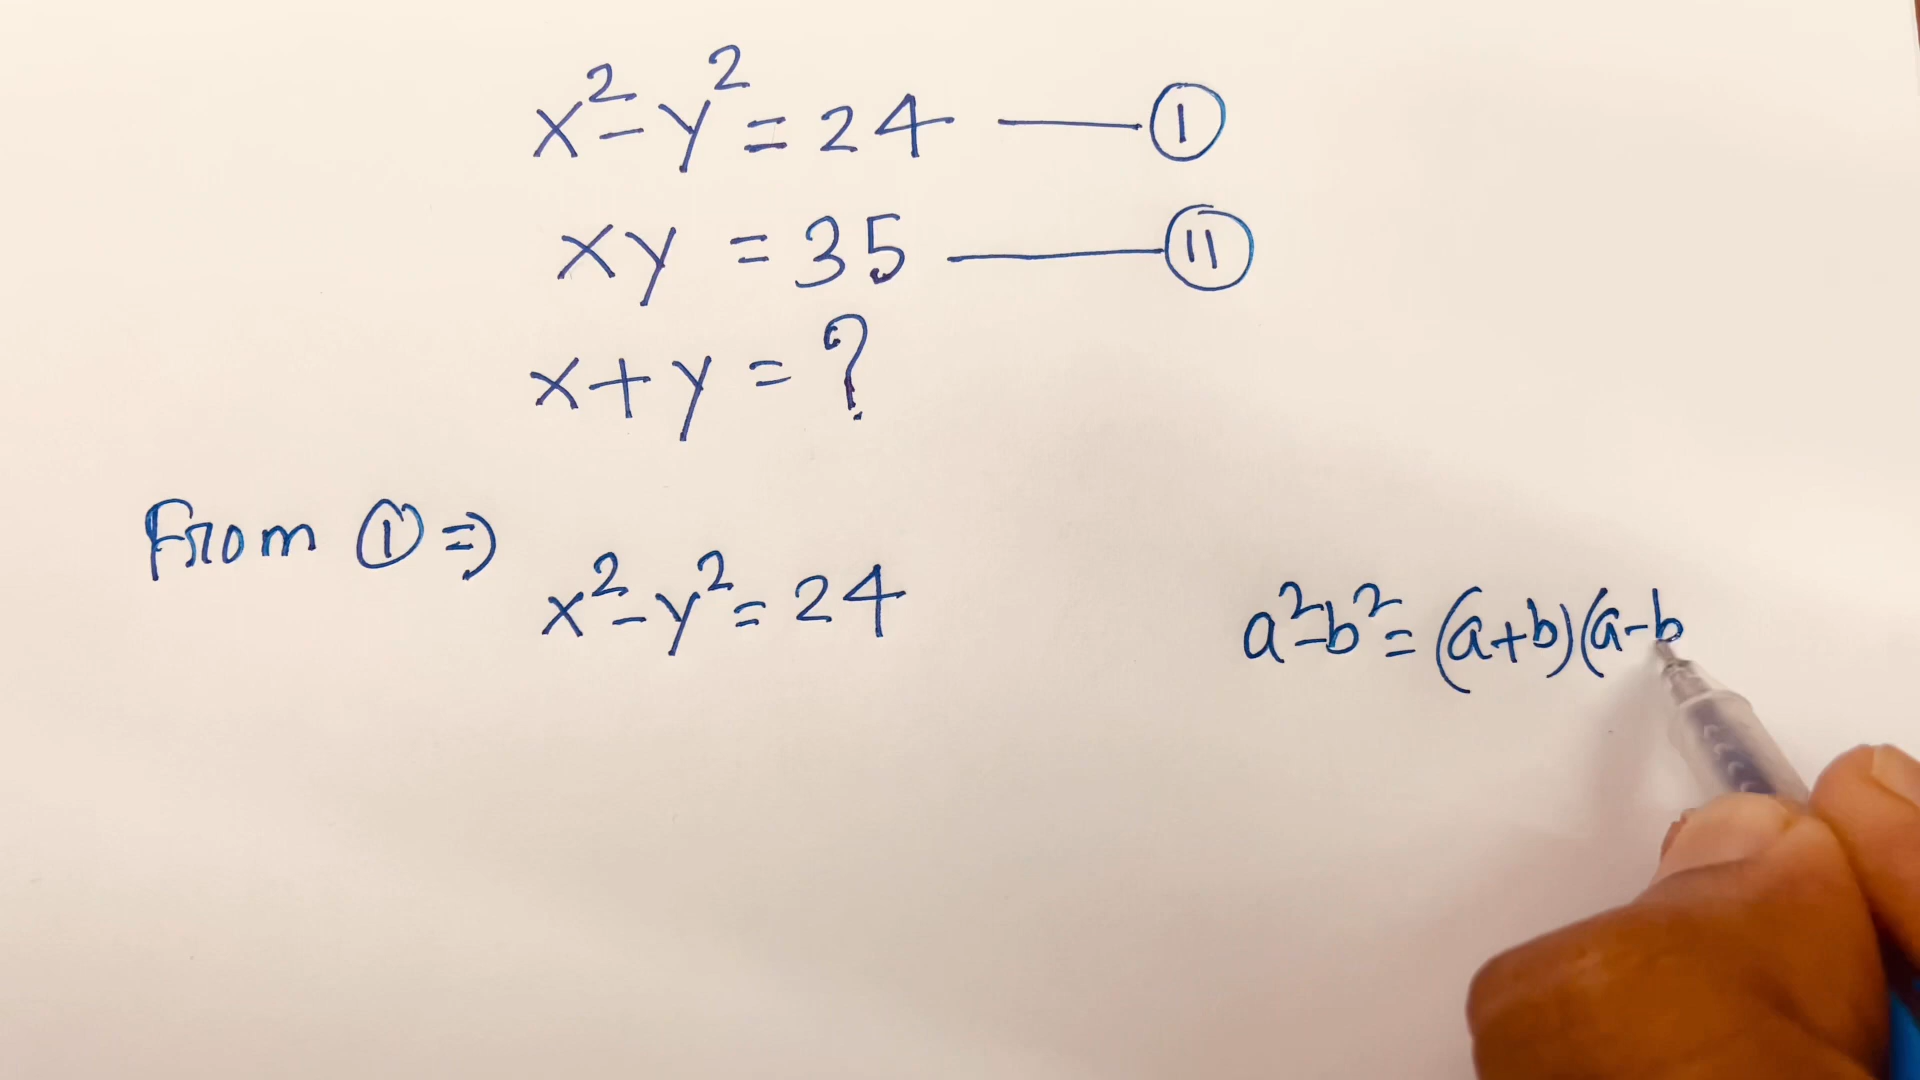 x² - y² = 24 —— ①
xy = 35 —— ⑪
x + y = ?
From ① ⇒
x² - y² = 24
a² - b² = (a+b)(a-b